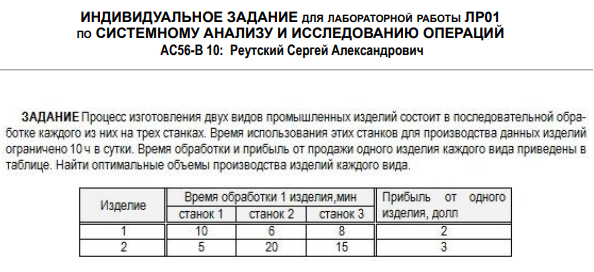 ИНДИВИДУАЛЬНОЕ ЗАДАНИЕ ДЛЯ ЛАБОРАТОРНОЙ РАБОТЫ ЛР01
ПО СИСТЕМНОМУ АНАЛИЗУ И ИССЛЕДОВАНИЮ ОПЕРАЦИЙ
АС56-В 10: Реутский Сергей Александрович
ЗАДАНИЕ Процесс изготовления двух видов промышленных изделий состоит в последовательной обра-
ботке каждого из них на трех станках. Время использования этих станков для производства данных изделий
ограничено 10 ч в сутки. Время обработки и прибыль от продажи одного изделия каждого вида приведены в
таблице. Найти оптимальные объемы производства изделий каждого вида.
Изделие Время обработки 1 изделия,мин Прибыль от одного
станок 1 станок 2 станок 3 изделия, долл
1 10 6 8 2
2 5 20 15 3